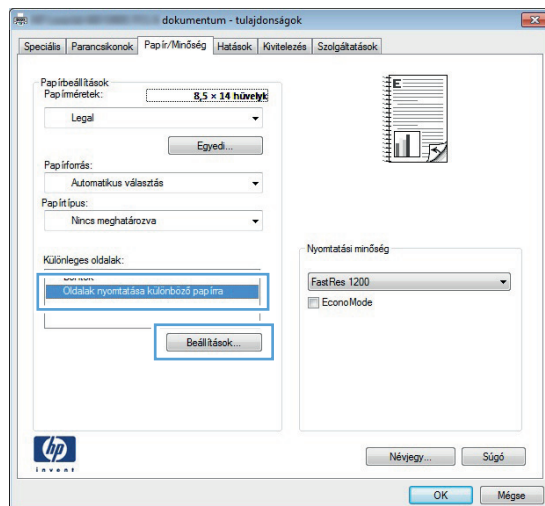 dokumentum - tulajdonságok
Speciális Parancsikonok Papír/Minőség Hatások Kivitelezés Szolgáltatások
Papírbeállítások
Papírméretek: 8,5 × 14 hüvelyk
Legal
Egyedi...
Papírforrás:
Automatikus választás
Papírtípus:
Nincs meghatározva
Különleges oldalak:
Oldalak nyomtatása különböző papírra
Beállítások...
E
Nyomtatási minőség
FastRes 1200
EconoMode
hp
invent
Névjegy... Súgó
OK Mégse